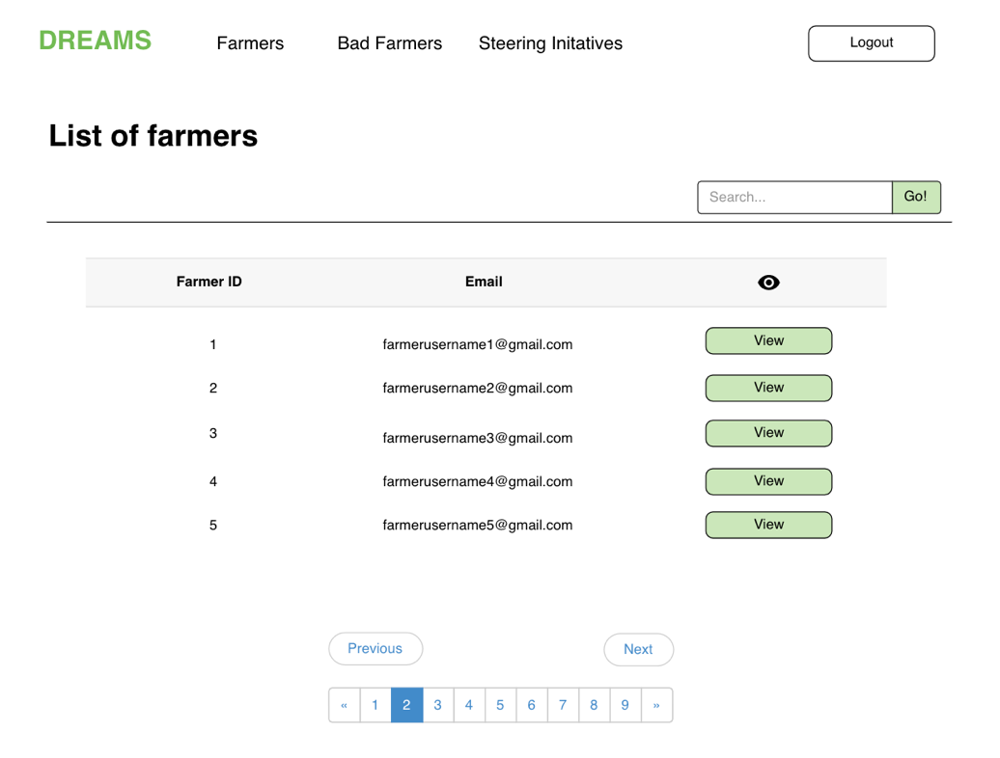 DREAMS Farmers Bad Farmers Steering Initatives Logout
List of farmers
Search... Go!
Farmer ID Email
1 farmerusername1@gmail.com View
2 farmerusername2@gmail.com View
3 farmerusername3@gmail.com View
4 farmerusername4@gmail.com View
5 farmerusername5@gmail.com View
Previous Next
« 1 2 3 4 5 6 7 8 9 »